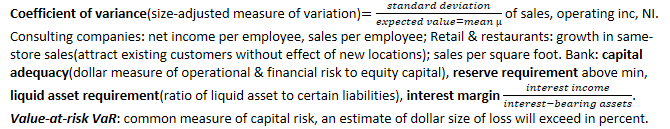 Coefficient of variance(size-adjusted measure of variation)= standard deviation / expected value=mean μ of sales, operating inc, NI.
Consulting companies: net income per employee, sales per employee; Retail & restaurants: growth in same-
store sales(attract existing customers without effect of new locations); sales per square foot. Bank: capital
adequacy(dollar measure of operational & financial risk to equity capital), reserve requirement above min,
liquid asset requirement(ratio of liquid asset to certain liabilities), interest margin interest income / interest−bearing assets.
Value-at-risk VaR: common measure of capital risk, an estimate of dollar size of loss will exceed in percent.